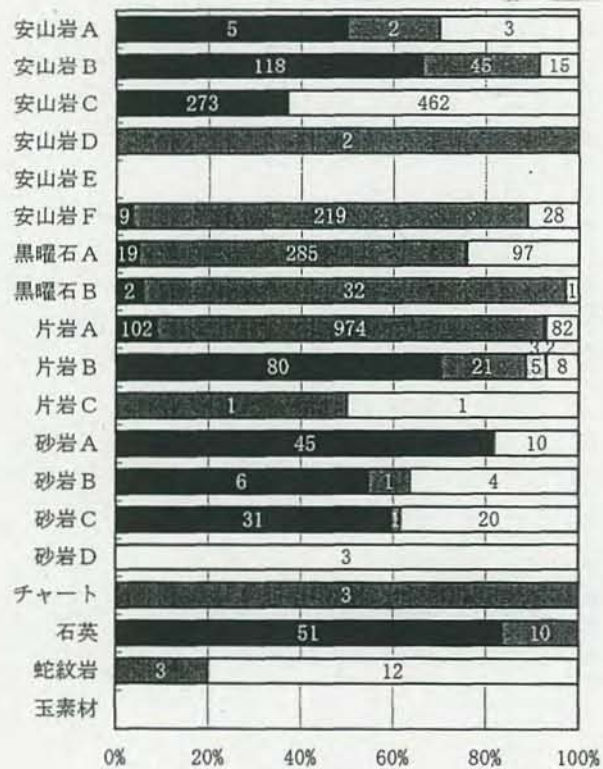 安山岩A 5 2 3
安山岩B 118 45 15
安山岩C 273 462
安山岩D 2
安山岩E
安山岩F 9 219 28
黒曜石A 19 285 97
黒曜石B 2 32 1
片岩A 102 974 82
3 2
片岩B 80 21 5 8
片岩C 1 1
砂岩A 45 10
砂岩B 6 1 4
砂岩C 31 1 20
砂岩D 3
チャート 3
石英 51 10
蛇紋岩 3 12
玉素材
0% 20% 40% 60% 80% 100%